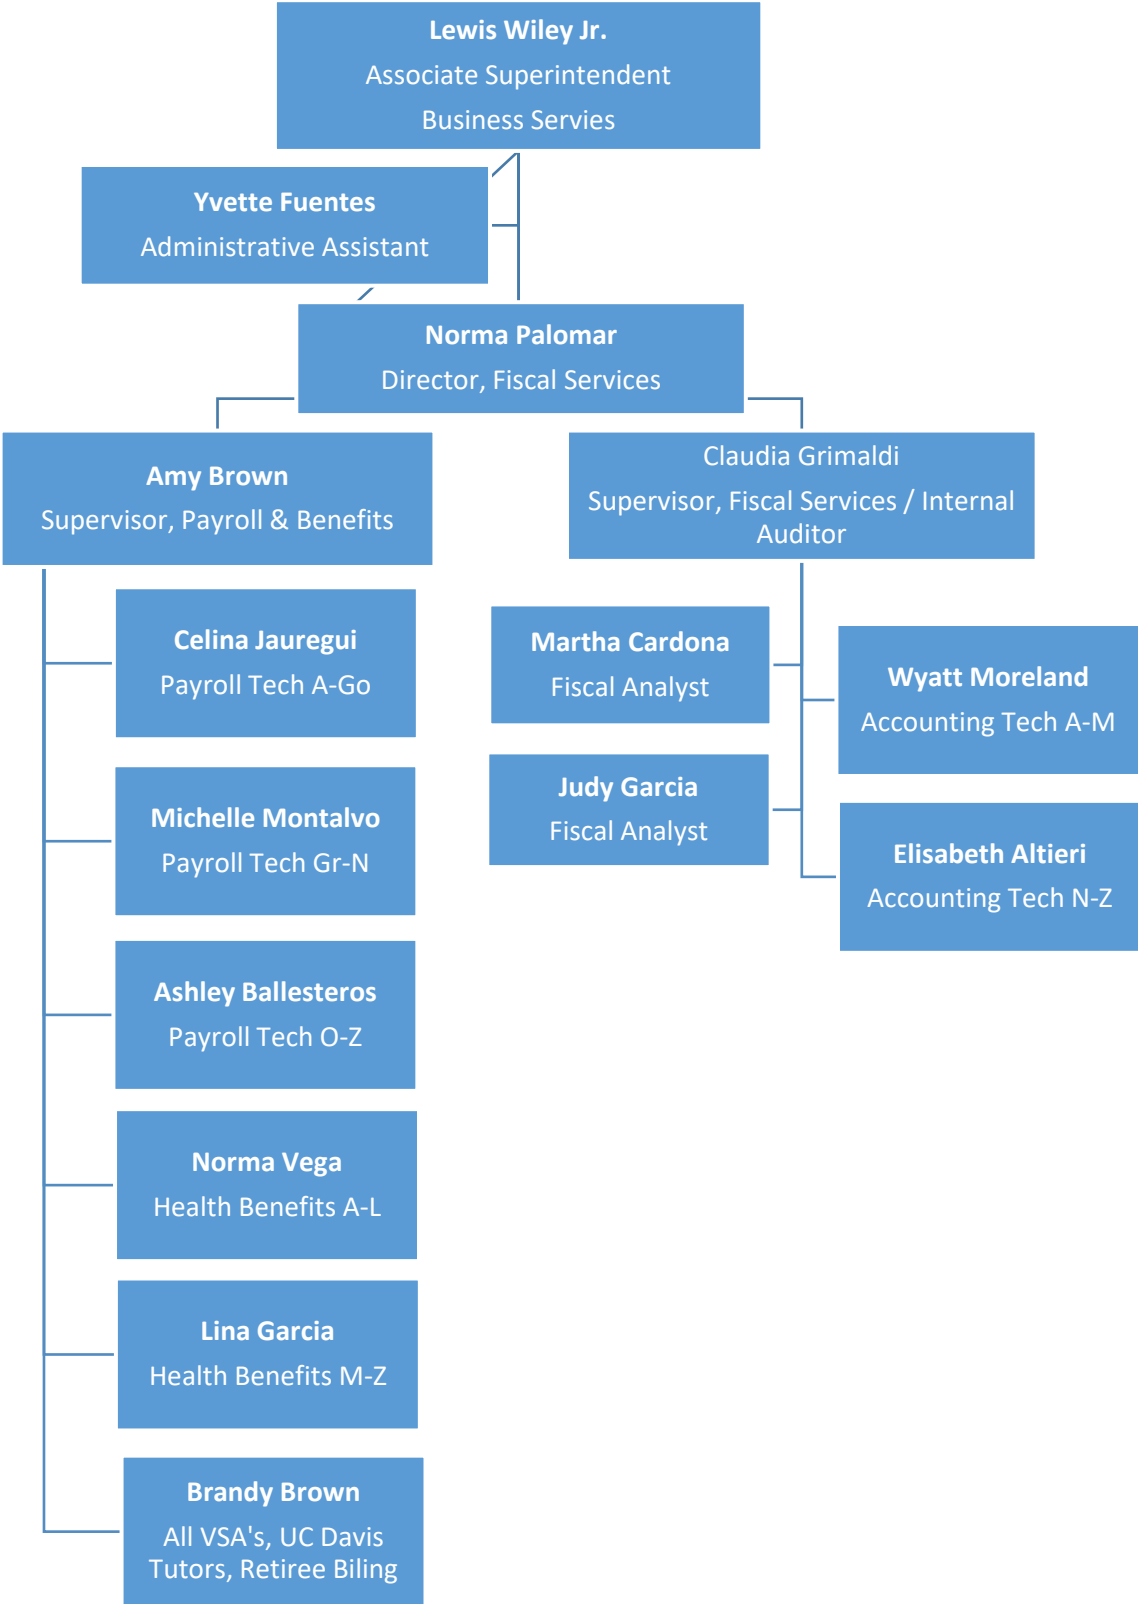 Lewis Wiley Jr.
Associate Superintendent
Business Servies
Yvette Fuentes
Administrative Assistant
Norma Palomar
Director, Fiscal Services
Amy Brown
Supervisor, Payroll & Benefits
Claudia Grimaldi
Supervisor, Fiscal Services / Internal
Auditor
Celina Jauregui
Payroll Tech A-Go
Michelle Montalvo
Payroll Tech Gr-N
Ashley Ballesteros
Payroll Tech O-Z
Norma Vega
Health Benefits A-L
Lina Garcia
Health Benefits M-Z
Brandy Brown
All VSA's, UC Davis
Tutors, Retiree Biling
Martha Cardona
Fiscal Analyst
Judy Garcia
Fiscal Analyst
Wyatt Moreland
Accounting Tech A-M
Elisabeth Altieri
Accounting Tech N-Z